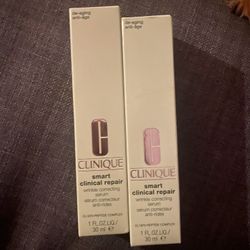 de-aging
anti-âge
CLINIQUE
smart
clinical repair
wrinkle correcting
serum
sérum correcteur
anti-rides
1 FL.OZ.LIQ./
30 ml ℮
de-aging
anti-âge
CLINIQUE
smart
clinical repair
wrinkle correcting
serum
sérum correcteur
anti-rides
1 FL.OZ.LIQ./
30 ml ℮